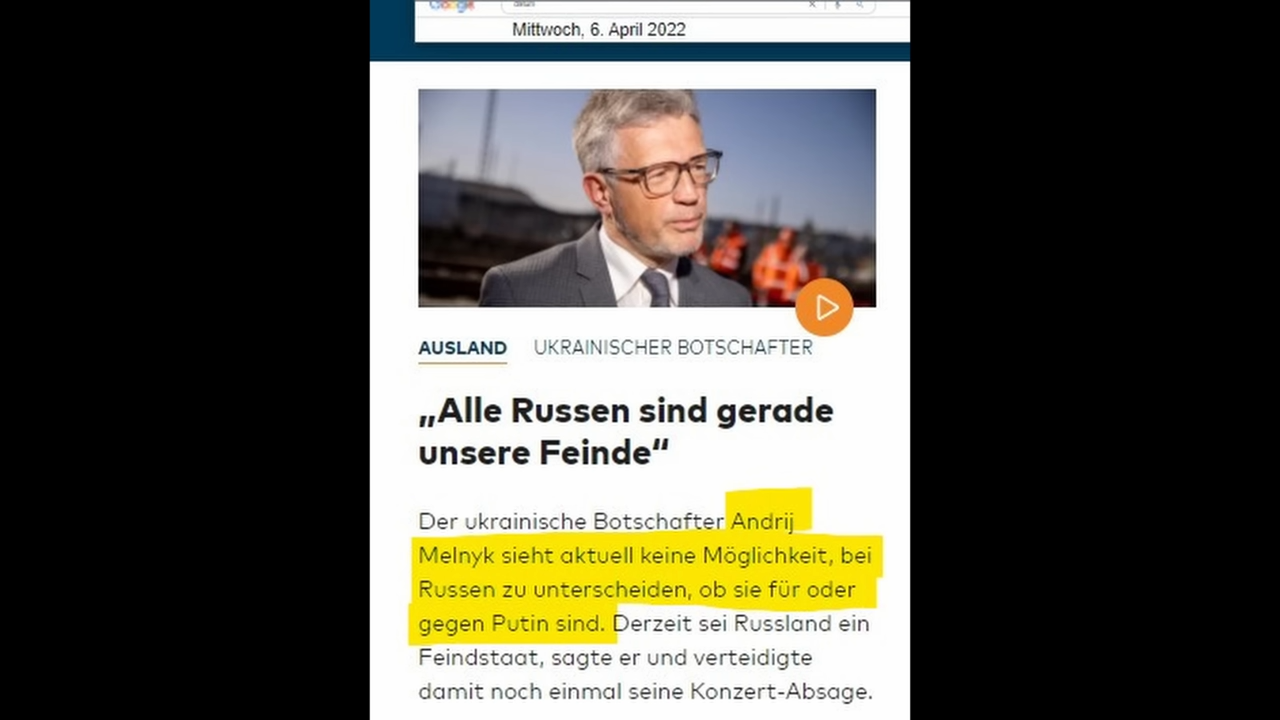 Mittwoch, 6. April 2022
AUSLAND UKRAINISCHER BOTSCHAFTER
„Alle Russen sind gerade
unsere Feinde“
Der ukrainische Botschafter Andrij
Melnyk sieht aktuell keine Möglichkeit, bei
Russen zu unterscheiden, ob sie für oder
gegen Putin sind. Derzeit sei Russland ein
Feindstaat, sagte er und verteidigte
damit noch einmal seine Konzert-Absage.